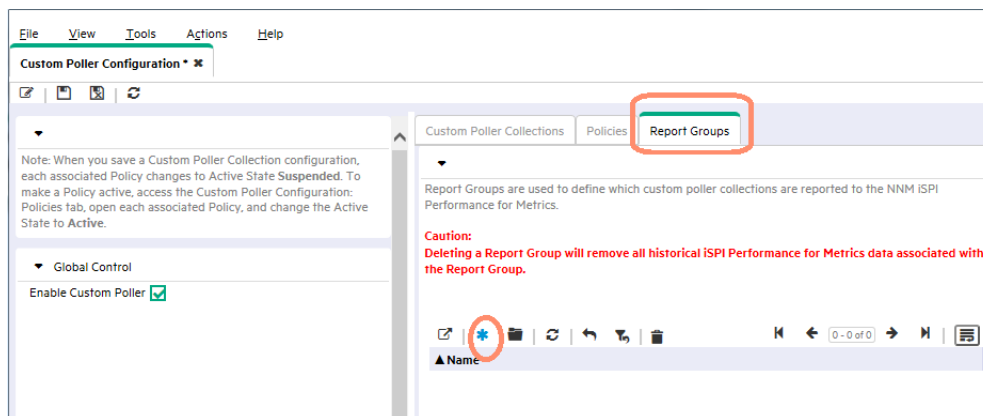 File View Tools Actions Help
Custom Poller Configuration * ✖
Note: When you save a Custom Poller Collection configuration,
each associated Policy changes to Active State Suspended. To
make a Policy active, access the Custom Poller Configuration:
Policies tab, open each associated Policy, and change the Active
State to Active.
Global Control
Enable Custom Poller
Custom Poller Collections Policies Report Groups
Report Groups are used to define which custom poller collections are reported to the NNM iSPI
Performance for Metrics.
Caution:
Deleting a Report Group will remove all historical iSPI Performance for Metrics data associated with
the Report Group.
0 - 0 of 0
▲ Name